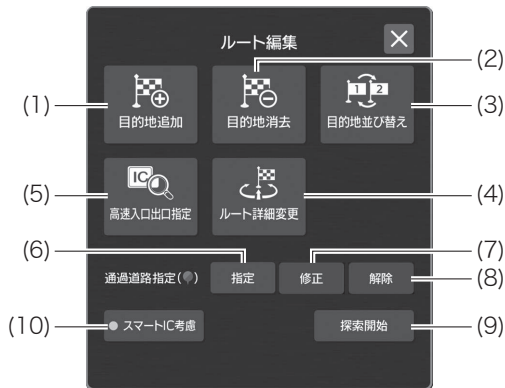 ルート編集
(2)
(1)
目的地追加
目的地消去
1 2
目的地並び替え
(3)
(5)
IC
高速入口出口指定
ルート詳細変更
(4)
(6)
(7)
通過道路指定( )
指定
修正
解除
(8)
(10)
スマートIC考慮
探索開始
(9)